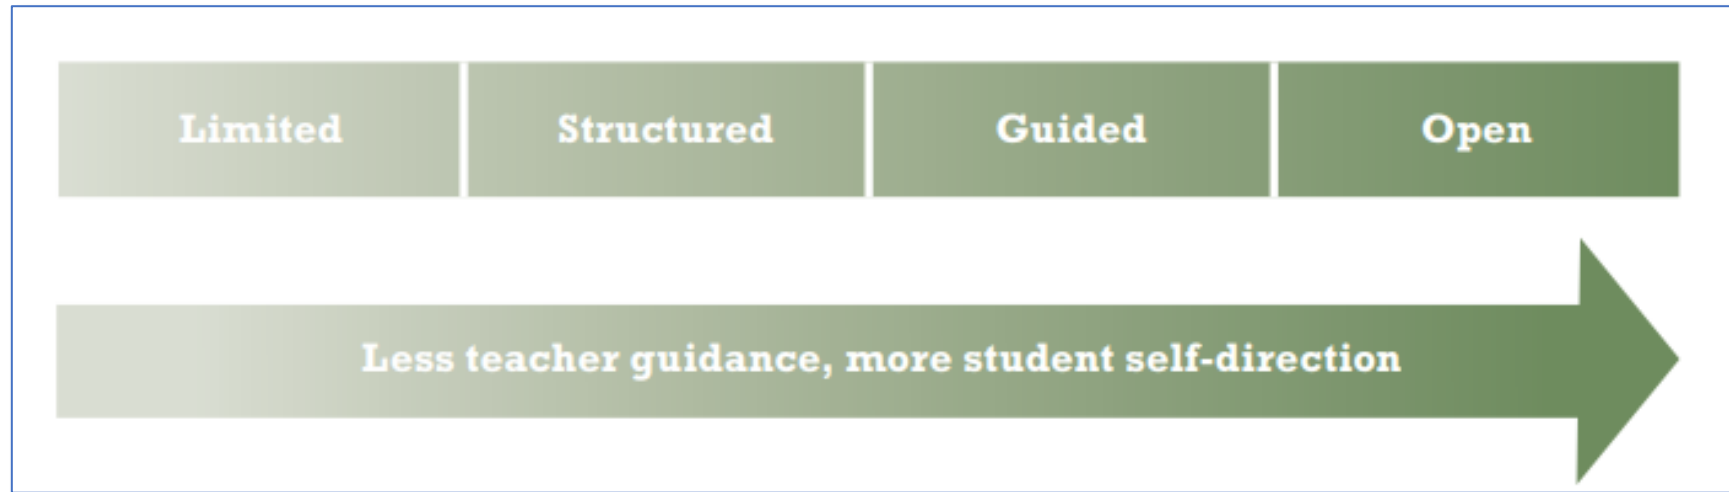 Limited Structured Guided Open
Less teacher guidance, more student self-direction